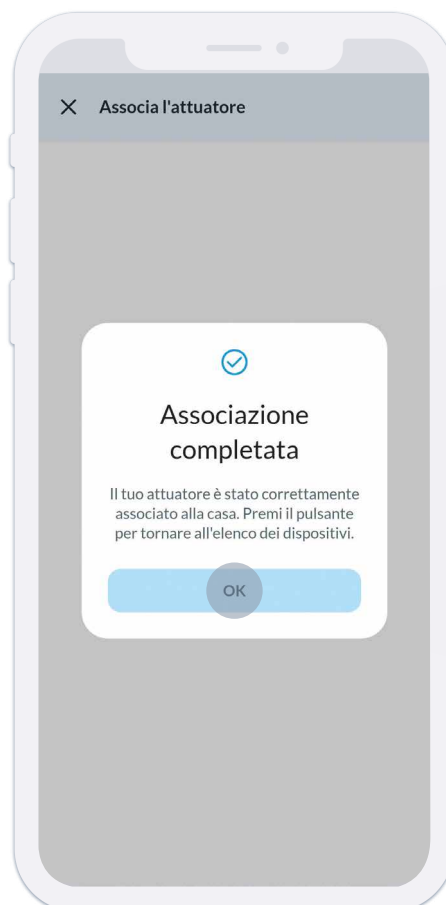 Associa l'attuatore
Associazione
completata
Il tuo attuatore è stato correttamente
associato alla casa. Premi il pulsante
per tornare all'elenco dei dispositivi.
OK